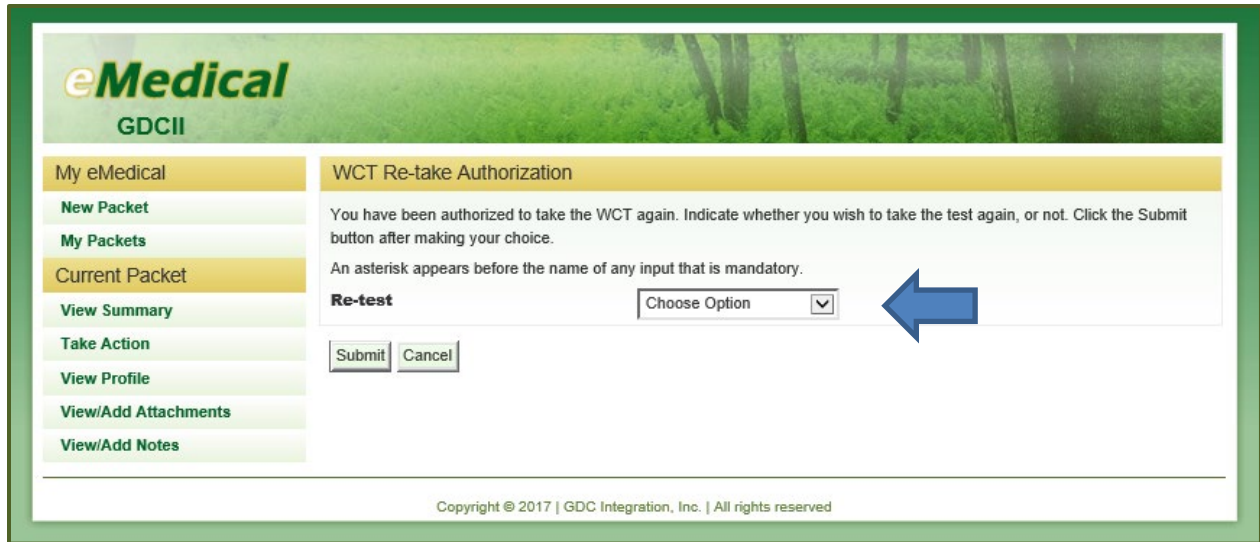 eMedical
GDCII
My eMedical
New Packet
My Packets
Current Packet
View Summary
Take Action
View Profile
View/Add Attachments
View/Add Notes
WCT Re-take Authorization
You have been authorized to take the WCT again. Indicate whether you wish to take the test again, or not. Click the Submit
button after making your choice.
An asterisk appears before the name of any input that is mandatory.
Re-test Choose Option
Submit Cancel
Copyright © 2017 | GDC Integration, Inc. | All rights reserved